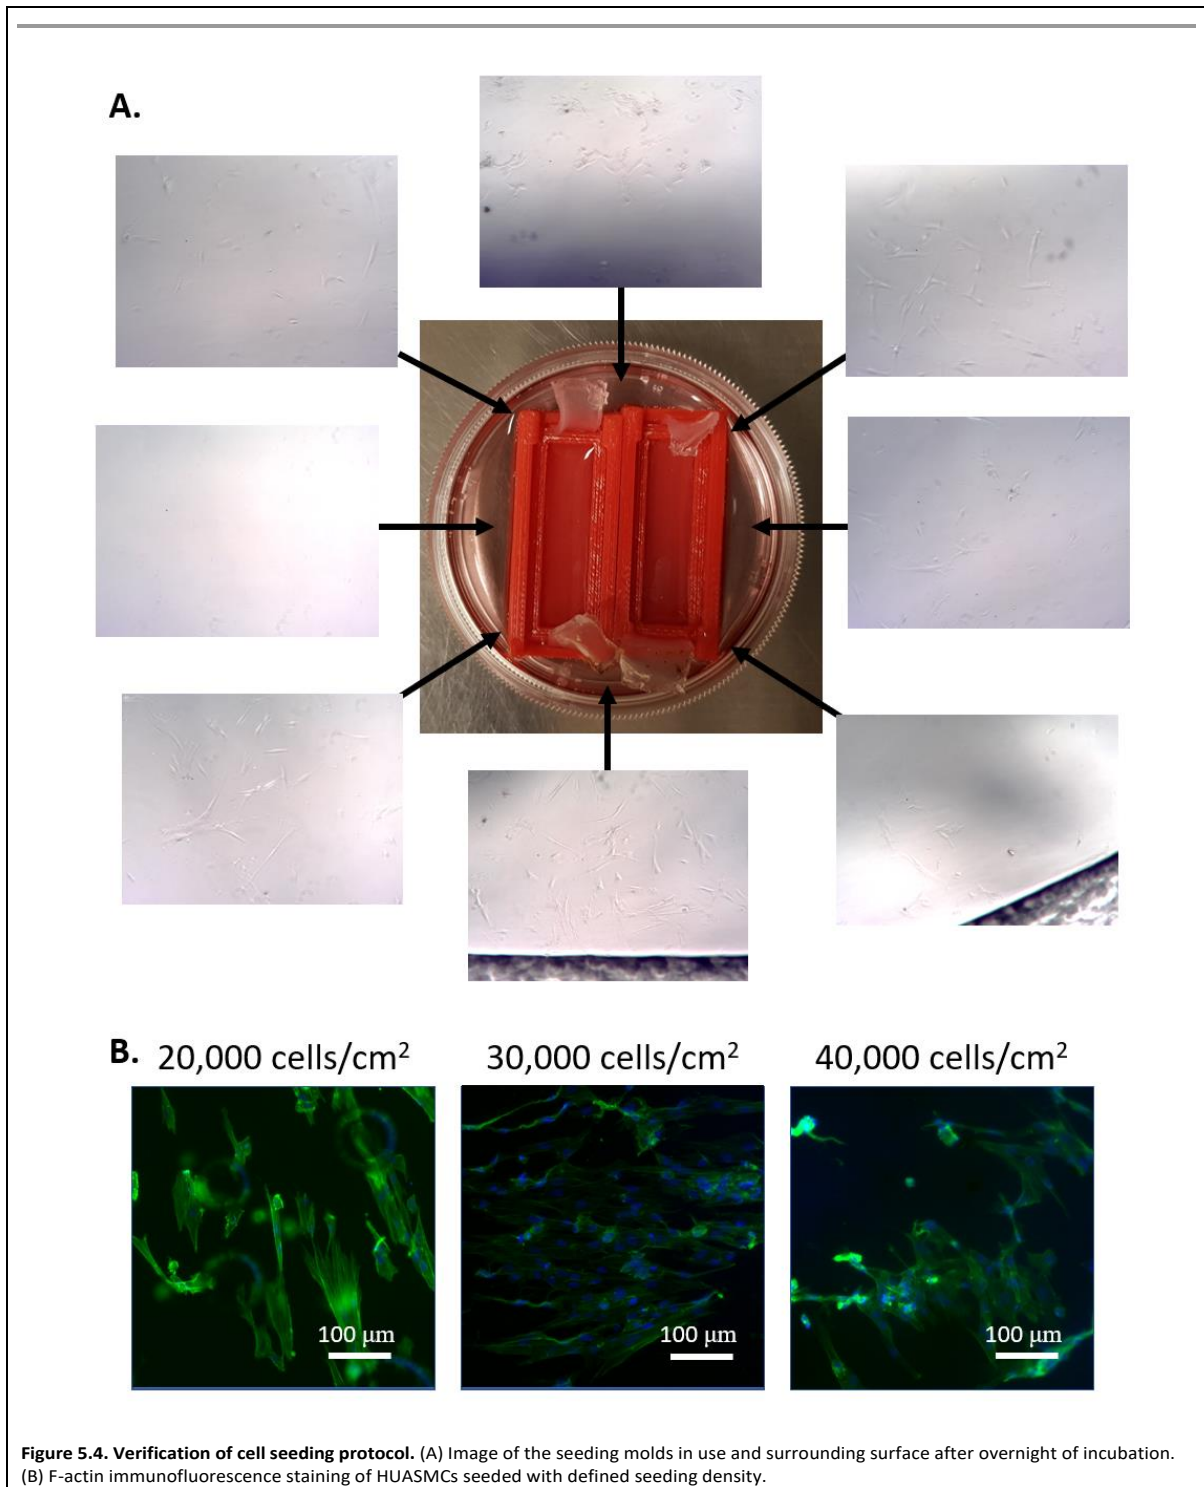 A.
B. 20,000 cells/cm² 30,000 cells/cm² 40,000 cells/cm²
100 µm 100 µm 100 µm
Figure 5.4. Verification of cell seeding protocol. (A) Image of the seeding molds in use and surrounding surface after overnight of incubation.
(B) F-actin immunofluorescence staining of HUASMCs seeded with defined seeding density.